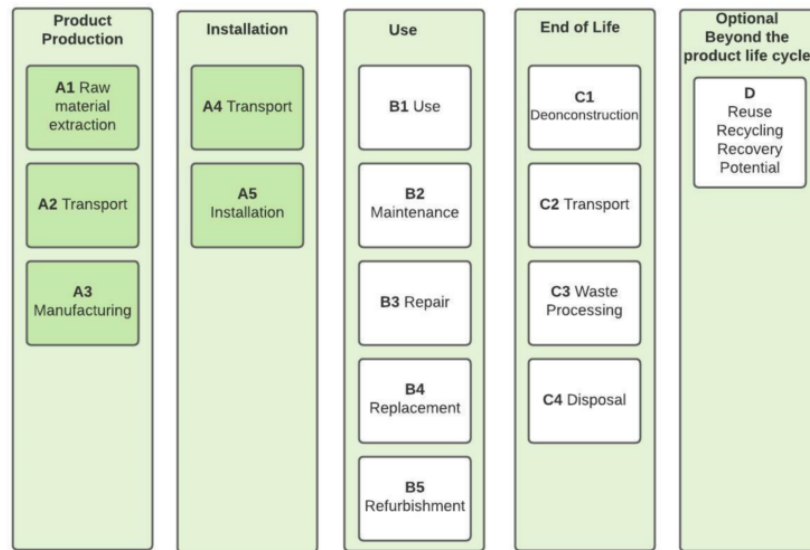 Product
Production
A1 Raw
material
extraction
A2 Transport
A3
Manufacturing
Installation
A4 Transport
A5
Installation
Use
B1 Use
B2
Maintenance
B3 Repair
B4
Replacement
B5
Refurbishment
End of Life
C1
Deonconstruction
C2 Transport
C3 Waste
Processing
C4 Disposal
Optional
Beyond the
product life cycle
D
Reuse
Recycling
Recovery
Potential